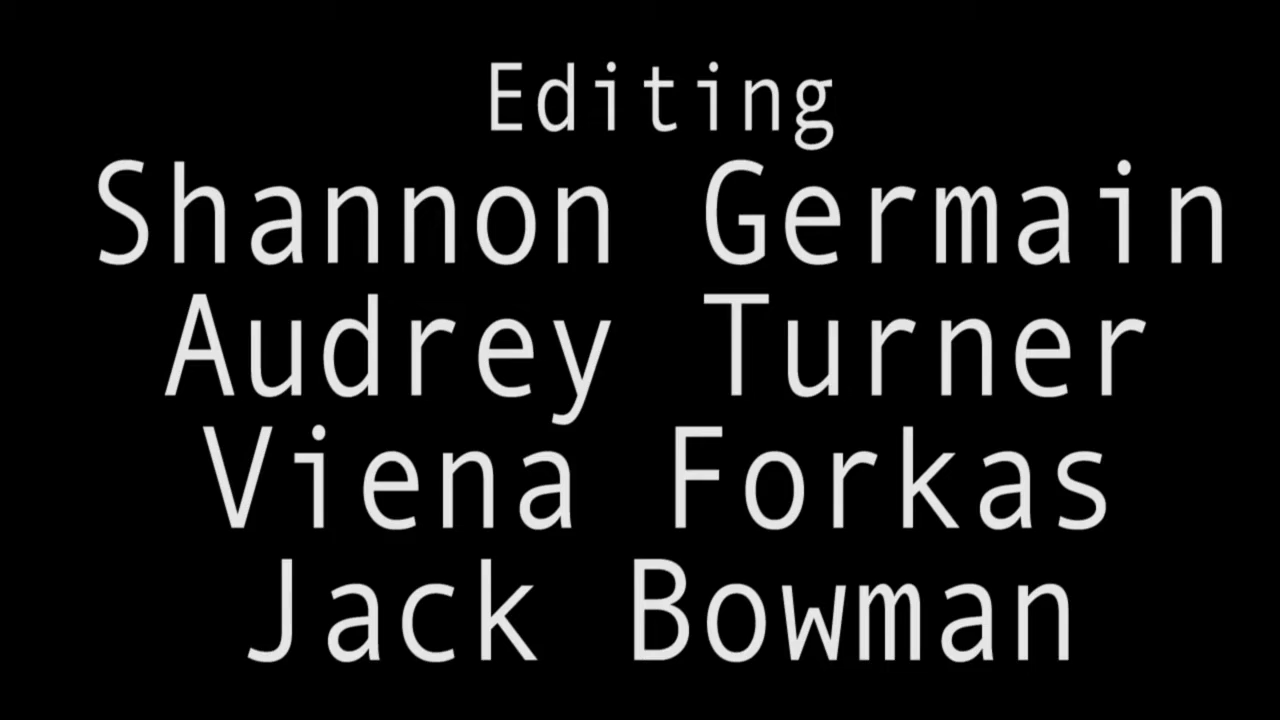 Editing
Shannon Germain
Audrey Turner
Viena Forkas
Jack Bowman